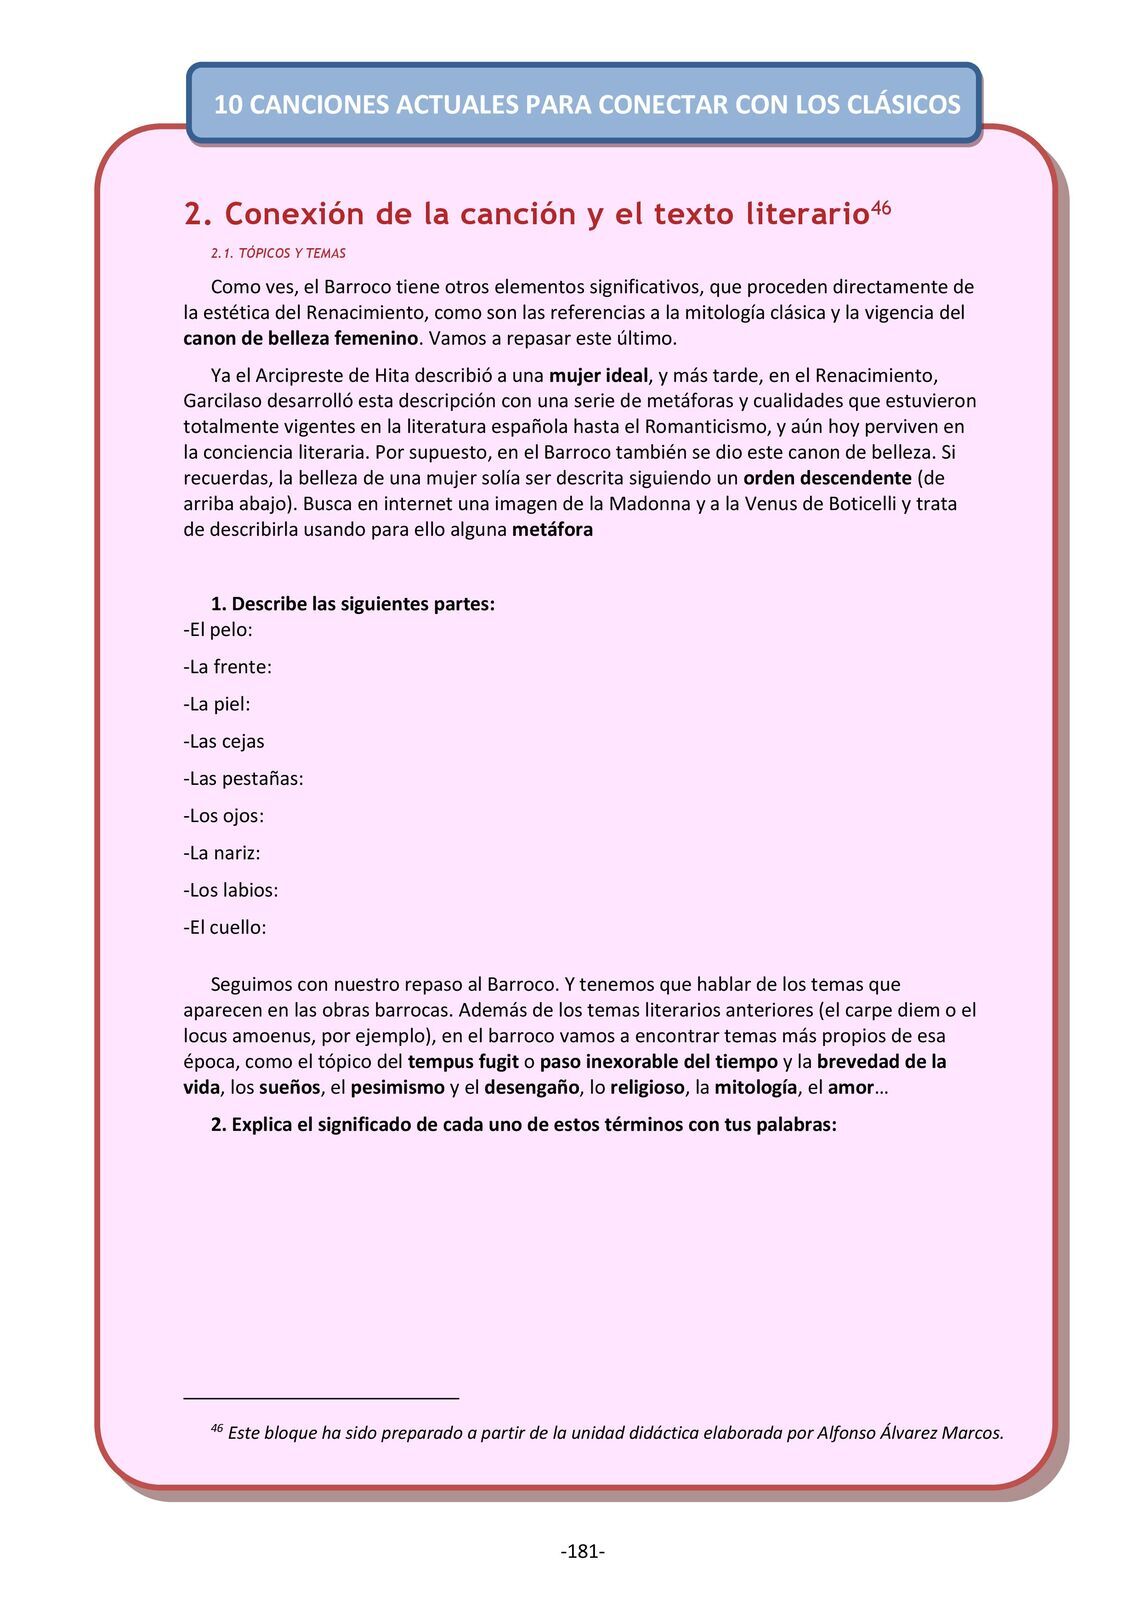 10 CANCIONES ACTUALES PARA CONECTAR CON LOS CLÁSICOS
2. Conexión de la canción y el texto literario46
2.1. TÓPICOS Y TEMAS
Como ves, el Barroco tiene otros elementos significativos, que proceden directamente de
la estética del Renacimiento, como son las referencias a la mitología clásica y la vigencia del
canon de belleza femenino. Vamos a repasar este último.
Ya el Arcipreste de Hita describió a una mujer ideal, y más tarde, en el Renacimiento,
Garcilaso desarrolló esta descripción con una serie de metáforas y cualidades que estuvieron
totalmente vigentes en la literatura española hasta el Romanticismo, y aún hoy perviven en
la conciencia literaria. Por supuesto, en el Barroco también se dio este canon de belleza. Si
recuerdas, la belleza de una mujer solía ser descrita siguiendo un orden descendente (de
arriba abajo). Busca en internet una imagen de la Madonna y a la Venus de Boticelli y trata
de describirla usando para ello alguna metáfora
1. Describe las siguientes partes:
-El pelo:
-La frente:
-La piel:
-Las cejas
-Las pestañas:
-Los ojos:
-La nariz:
-Los labios:
-El cuello:
Seguimos con nuestro repaso al Barroco. Y tenemos que hablar de los temas que
aparecen en las obras barrocas. Además de los temas literarios anteriores (el carpe diem o el
locus amoenus, por ejemplo), en el barroco vamos a encontrar temas más propios de esa
época, como el tópico del tempus fugit o paso inexorable del tiempo y la brevedad de la
vida, los sueños, el pesimismo y el desengaño, lo religioso, la mitología, el amor…
2. Explica el significado de cada uno de estos términos con tus palabras:
46 Este bloque ha sido preparado a partir de la unidad didáctica elaborada por Alfonso Álvarez Marcos.
-181-